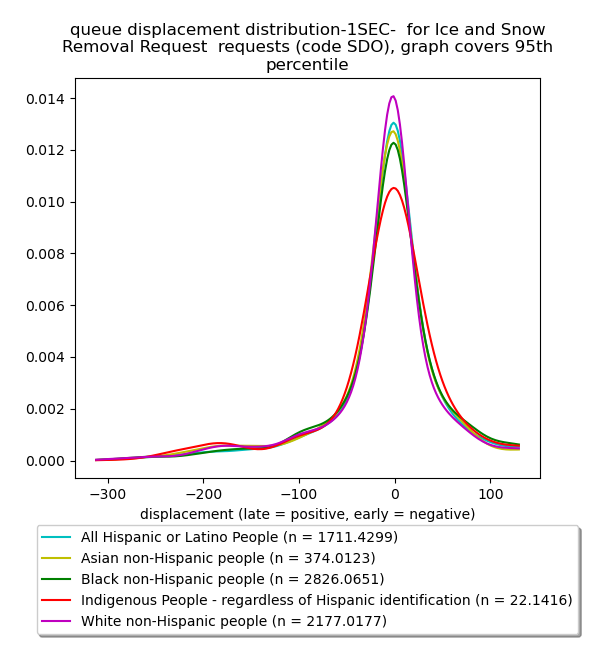 queue displacement distribution-1SEC-  for Ice and Snow
Removal Request  requests (code SDO), graph covers 95th
percentile
0.014
0.012
0.010
0.008
0.006
0.004
0.002
0.000
−300
−200
−100
0
100
displacement (late = positive, early = negative)
All Hispanic or Latino People (n = 1711.4299)
Asian non-Hispanic people (n = 374.0123)
Black non-Hispanic people (n = 2826.0651)
Indigenous People - regardless of Hispanic identification (n = 22.1416)
White non-Hispanic people (n = 2177.0177)